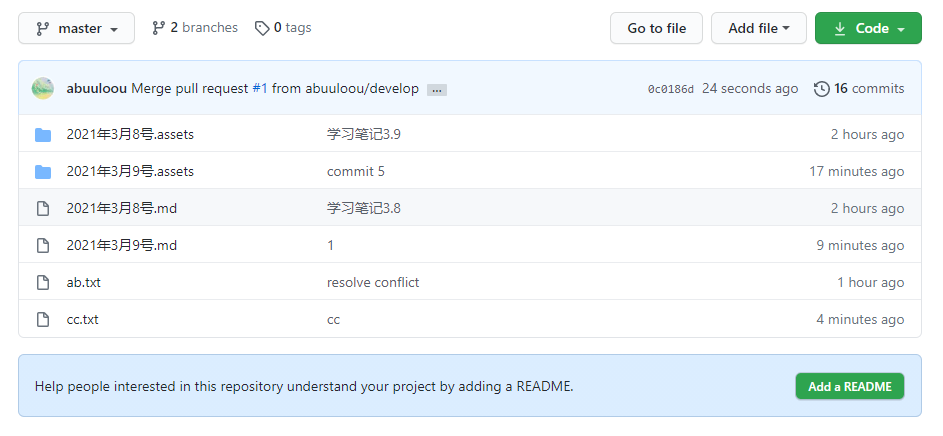 master 2 branches 0 tags Go to file Add file Code
abuuloou Merge pull request #1 from abuuloou/develop ... 0c0186d 24 seconds ago 16 commits
2021年3月8号.assets 学习笔记3.9 2 hours ago
2021年3月9号.assets commit 5 17 minutes ago
2021年3月8号.md 学习笔记3.8 2 hours ago
2021年3月9号.md 1 9 minutes ago
ab.txt resolve conflict 1 hour ago
cc.txt cc 4 minutes ago
Help people interested in this repository understand your project by adding a README. Add a README